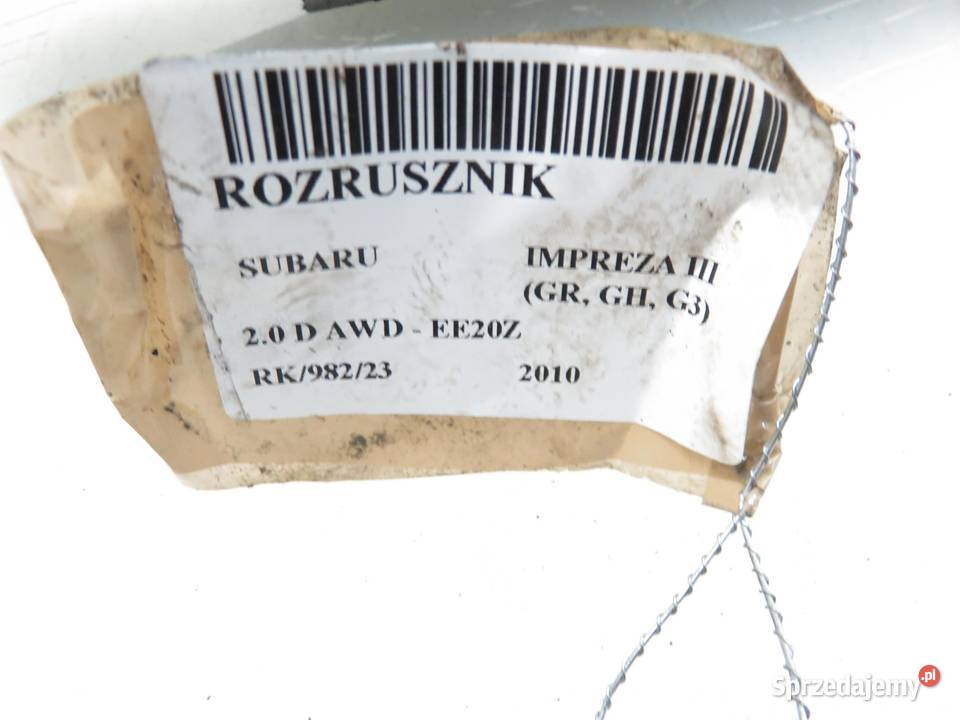 ROZRUSZNIK
SUBARU IMPREZA III
(GR, GH, G3)
2.0 D AWD - EE20Z
RK/982/23 2010
Sprzedajemy.pl